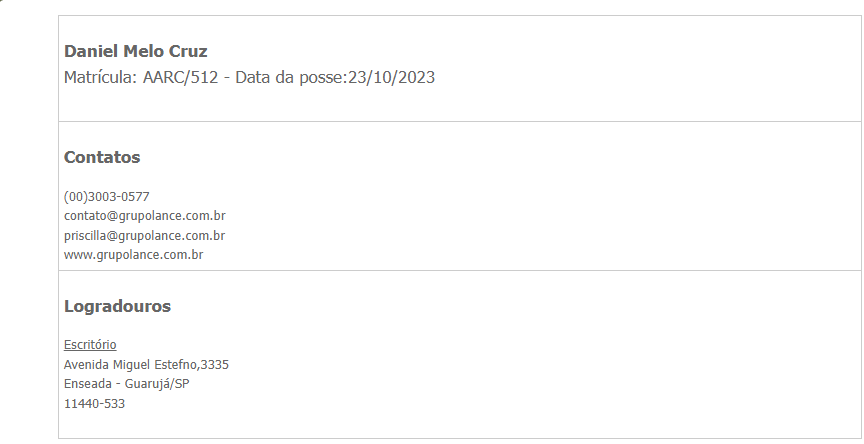 Daniel Melo Cruz
Matrícula: AARC/512 - Data da posse:23/10/2023
Contatos
(00)3003-0577
contato@grupolance.com.br
priscilla@grupolance.com.br
www.grupolance.com.br
Logradouros
Escritório
Avenida Miguel Estefno,3335
Enseada - Guarujá/SP
11440-533